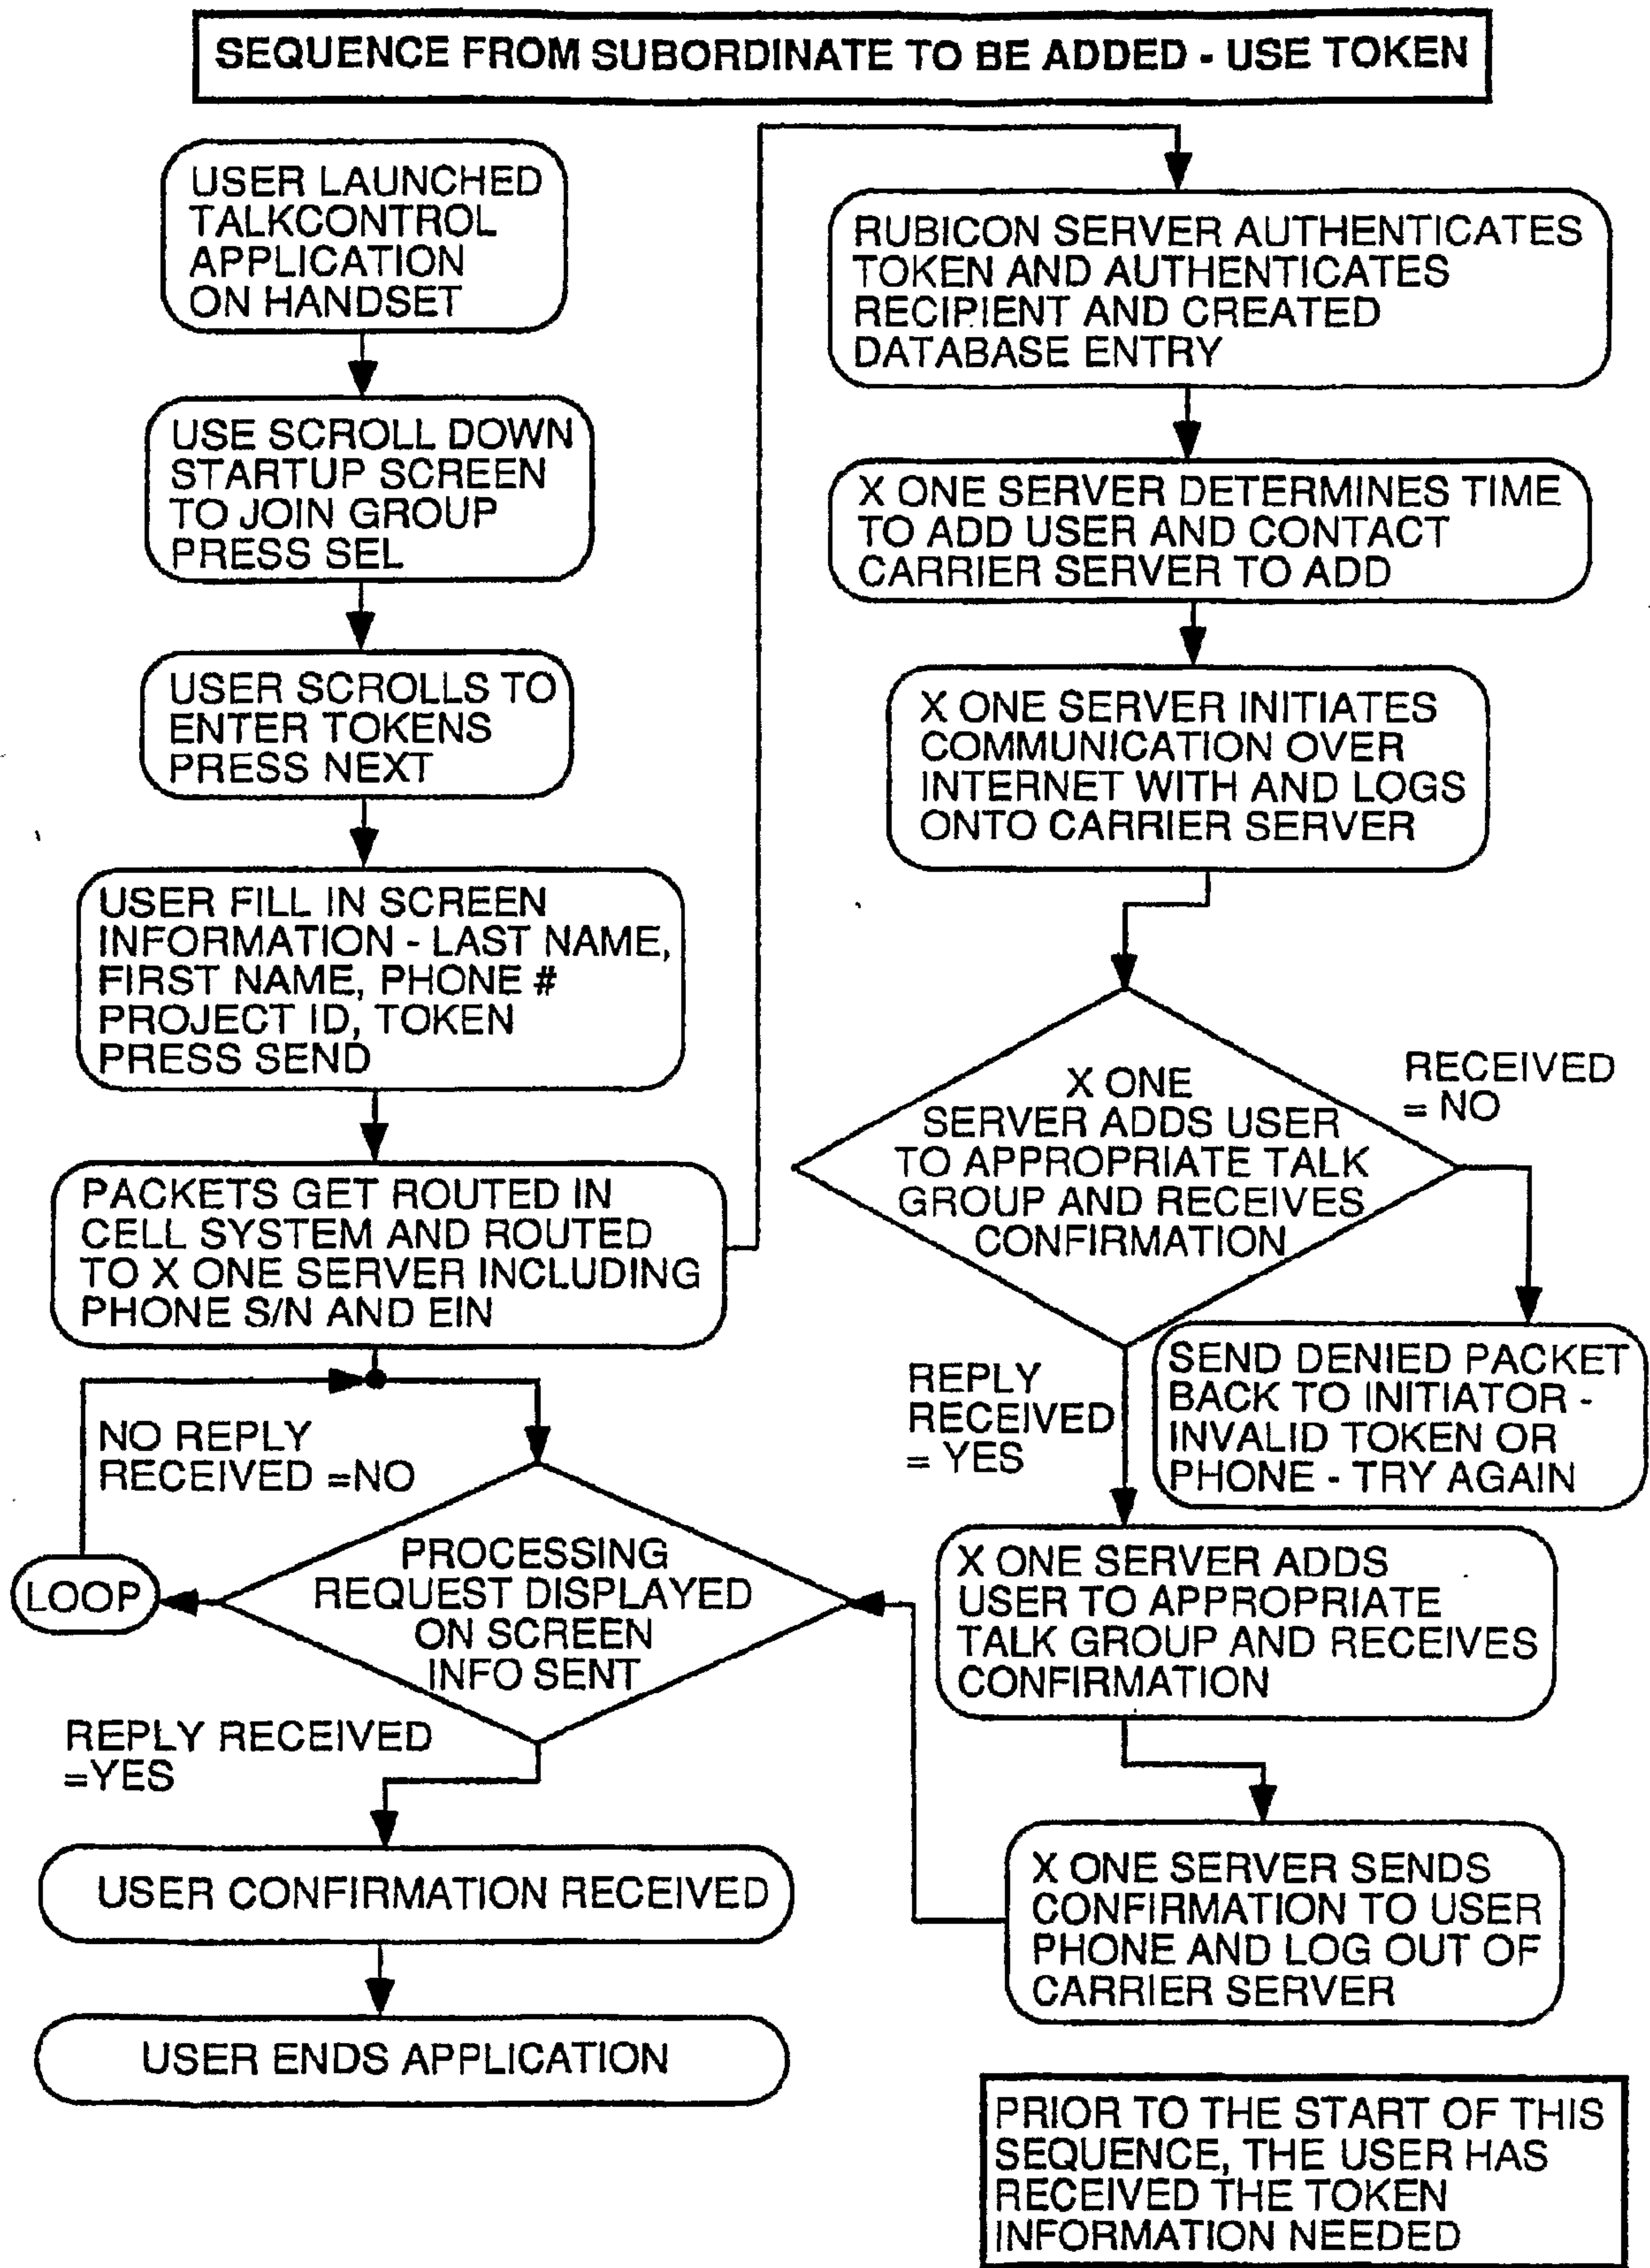 SEQUENCE FROM SUBORDINATE TO BE ADDED - USE TOKEN
USER LAUNCHED
TALKCONTROL
APPLICATION
ON HANDSET
USE SCROLL DOWN
STARTUP SCREEN
TO JOIN GROUP
PRESS SEL
USER SCROLLS TO
ENTER TOKENS
PRESS NEXT
USER FILL IN SCREEN
INFORMATION - LAST NAME,
FIRST NAME, PHONE #
PROJECT ID, TOKEN
PRESS SEND
PACKETS GET ROUTED IN
CELL SYSTEM AND ROUTED
TO X ONE SERVER INCLUDING
PHONE S/N AND EIN
NO REPLY
RECEIVED =NO
LOOP
PROCESSING
REQUEST DISPLAYED
ON SCREEN
INFO SENT
REPLY RECEIVED
=YES
USER CONFIRMATION RECEIVED
USER ENDS APPLICATION
RUBICON SERVER AUTHENTICATES
TOKEN AND AUTHENTICATES
RECIPIENT AND CREATED
DATABASE ENTRY
X ONE SERVER DETERMINES TIME
TO ADD USER AND CONTACT
CARRIER SERVER TO ADD
X ONE SERVER INITIATES
COMMUNICATION OVER
INTERNET WITH AND LOGS
ONTO CARRIER SERVER
X ONE
SERVER ADDS USER
TO APPROPRIATE TALK
GROUP AND RECEIVES
CONFIRMATION
RECEIVED
= NO
SEND DENIED PACKET
BACK TO INITIATOR -
INVALID TOKEN OR
PHONE - TRY AGAIN
REPLY
RECEIVED
= YES
X ONE SERVER ADDS
USER TO APPROPRIATE
TALK GROUP AND RECEIVES
CONFIRMATION
X ONE SERVER SENDS
CONFIRMATION TO USER
PHONE AND LOG OUT OF
CARRIER SERVER
PRIOR TO THE START OF THIS
SEQUENCE, THE USER HAS
RECEIVED THE TOKEN
INFORMATION NEEDED